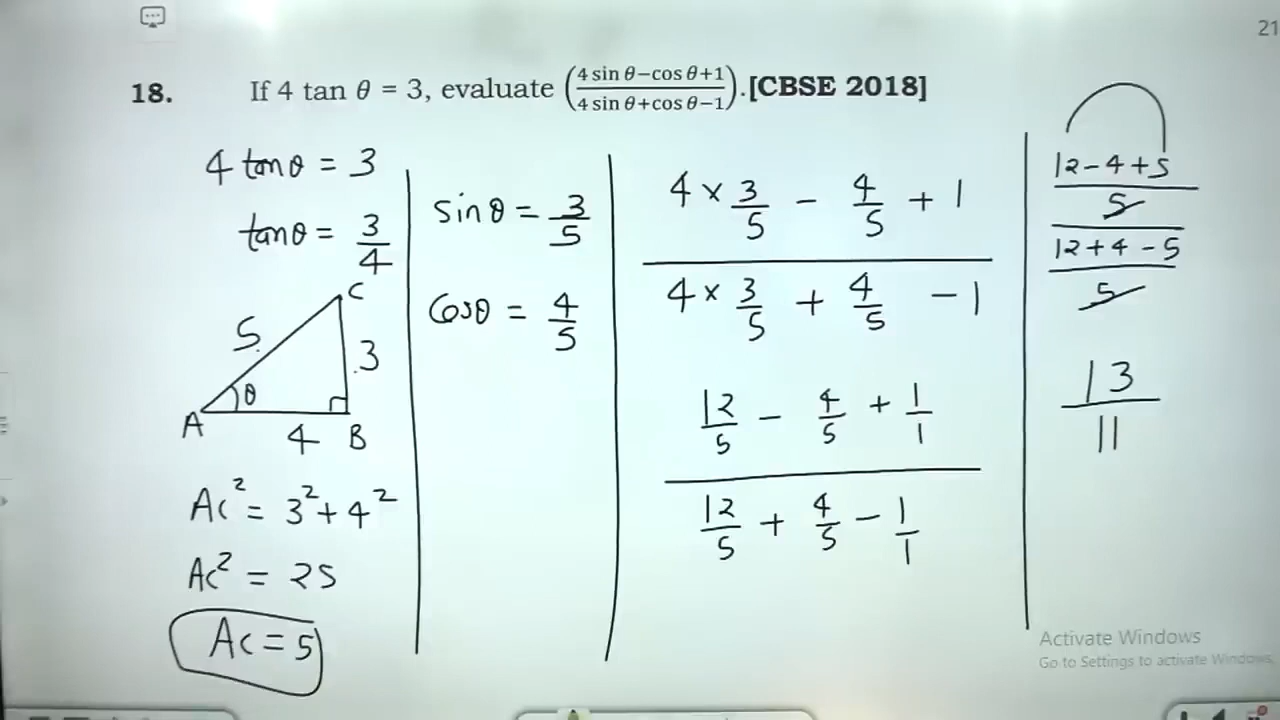 21
18. If 4 tan θ = 3, evaluate ((4 sin θ−cos θ+1)/(4 sin θ+cos θ−1)).[CBSE 2018]
4 tanθ = 3
tanθ = 3/4
C
5
3
θ
A
4
B
AC² = 3² + 4²
AC² = 25
AC = 5
sinθ = 3/5
Cosθ = 4/5
4 × 3/5 − 4/5 + 1
4 × 3/5 + 4/5 − 1
12/5 − 4/5 + 1/1
12/5 + 4/5 − 1/1
12 − 4 + 5
5
12 + 4 − 5
5
13
11
Activate Windows
Go to Settings to activate Windows.